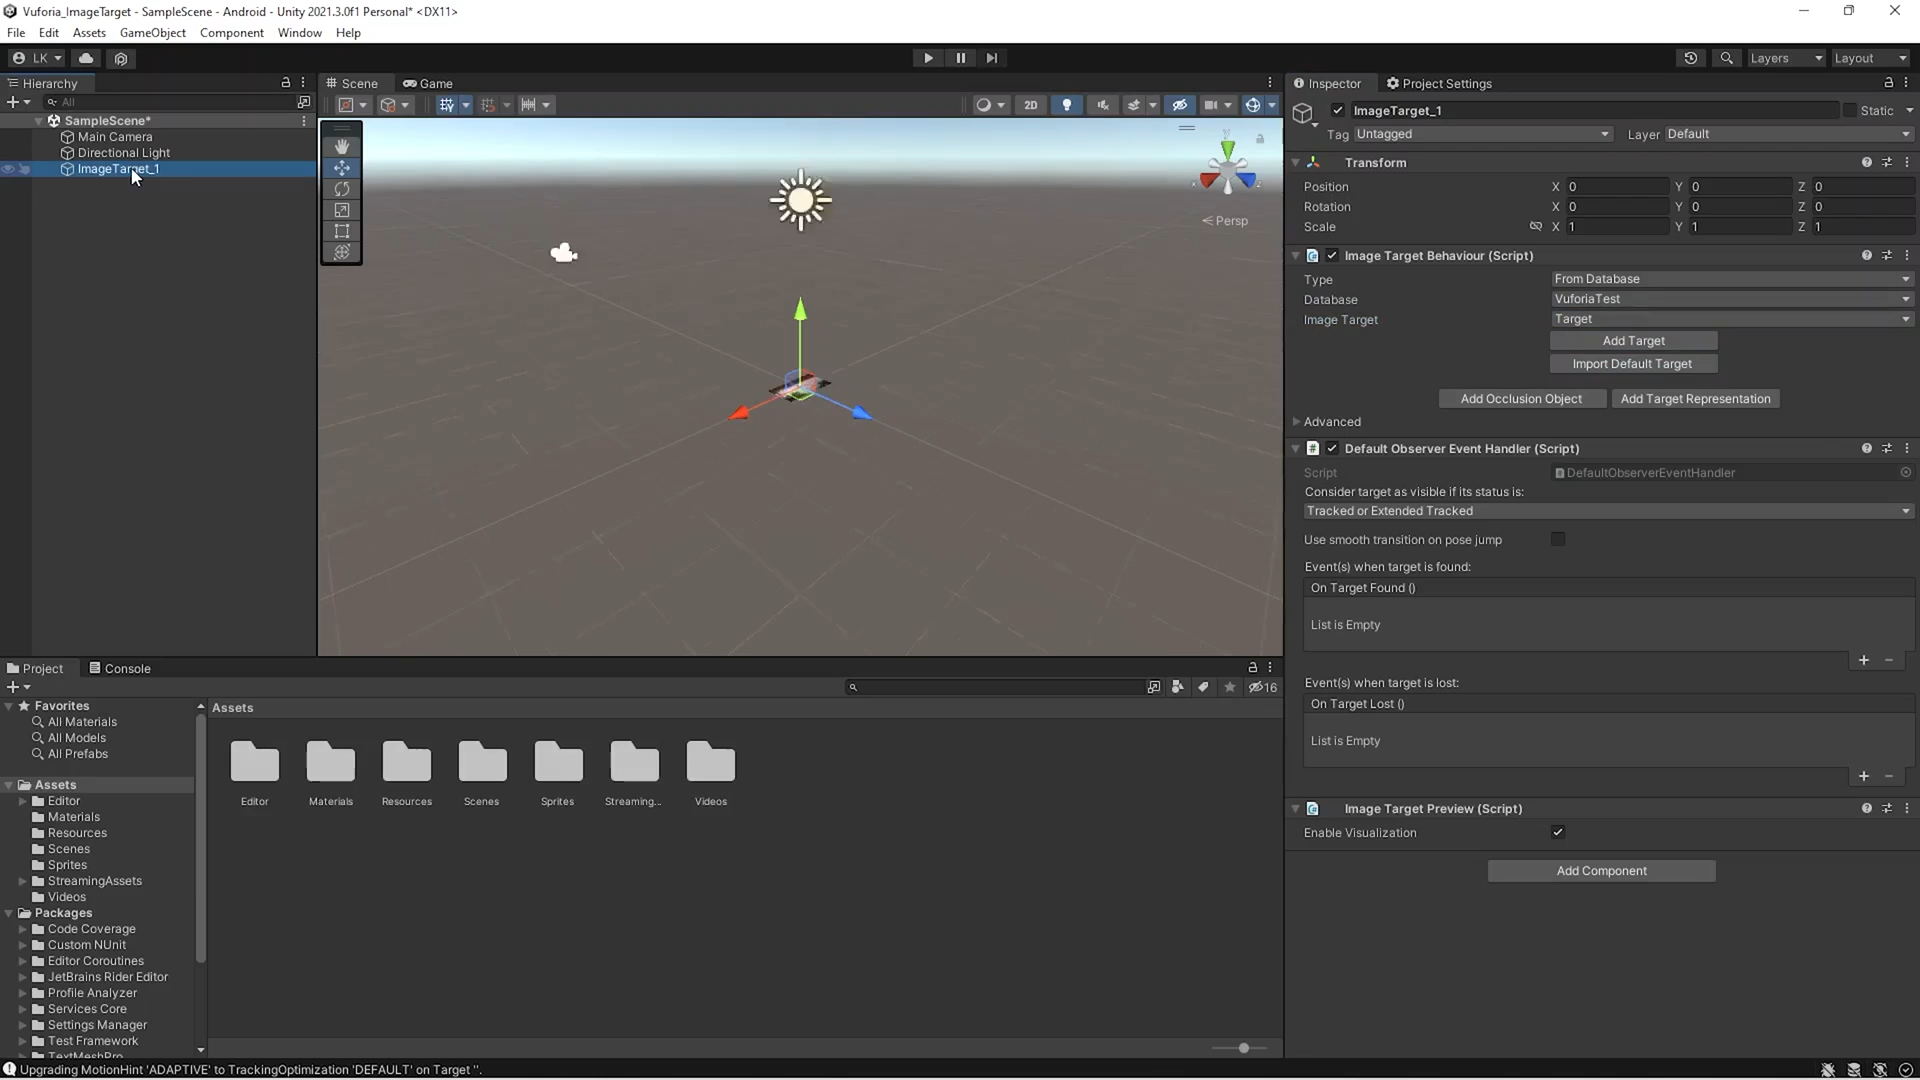 Vuforia_ImageTarget - SampleScene - Android - Unity 2021.3.0f1 Personal* <DX11>
File Edit Assets GameObject Component Window Help
LK Layers Layout
Hierarchy
All
SampleScene*
Main Camera
Directional Light
ImageTarget_1
Scene Game
2D
Y
X
Z
< Persp
Inspector Project Settings
ImageTarget_1 Static
Tag Untagged Layer Default
Transform
Position X 0 Y 0 Z 0
Rotation X 0 Y 0 Z 0
Scale X 1 Y 1 Z 1
Image Target Behaviour (Script)
Type From Database
Database VuforiaTest
Image Target Target
Add Target
Import Default Target
Add Occlusion Object Add Target Representation
Advanced
# Default Observer Event Handler (Script)
Script DefaultObserverEventHandler
Consider target as visible if its status is:
Tracked or Extended Tracked
Use smooth transition on pose jump
Event(s) when target is found:
On Target Found ()
List is Empty
+ −
Event(s) when target is lost:
On Target Lost ()
List is Empty
+ −
Image Target Preview (Script)
Enable Visualization
Add Component
Project Console
16
Favorites
All Materials
All Models
All Prefabs
Assets
Editor
Materials
Resources
Scenes
Sprites
StreamingAssets
Videos
Packages
Code Coverage
Custom NUnit
Editor Coroutines
JetBrains Rider Editor
Profile Analyzer
Services Core
Settings Manager
Test Framework
TextMeshPro
Assets
Editor Materials Resources Scenes Sprites Streaming... Videos
Upgrading MotionHint 'ADAPTIVE' to TrackingOptimization 'DEFAULT' on Target ''.